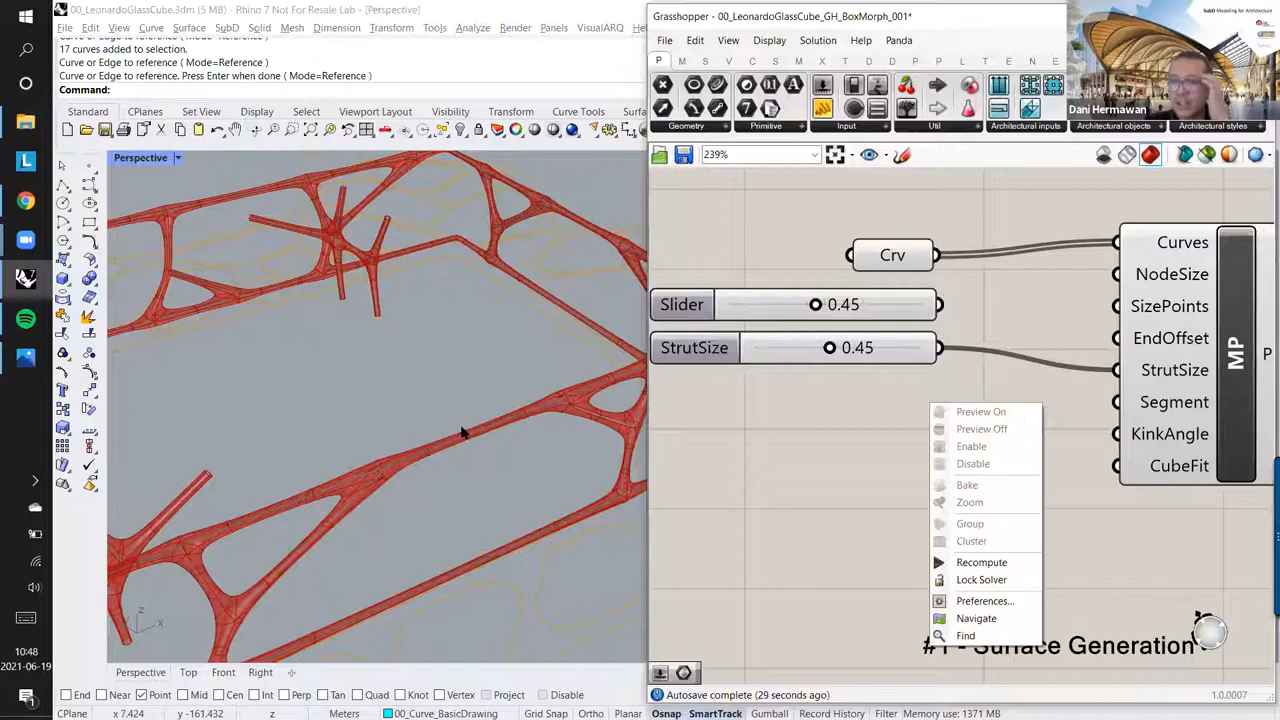 00_LeonardoGlassCube.3dm (5 MB) - Rhino 7 Not For Resale Lab - [Perspective]
File Edit View Curve Surface SubD Solid Mesh Dimension Transform Tools Analyze Render Panels VisualARQ
17 curves added to selection.
Curve or Edge to reference ( Mode=Reference )
Curve or Edge to reference. Press Enter when done ( Mode=Reference )
Command:
Standard CPlanes Set View Display Select Viewport Layout Visibility Transform Curve Tools
Perspective
z
x
Perspective Top Front Right
End Near Point Mid Cen Int Perp Tan Quad Knot Vertex Project Disable
CPlane x 7.424 y -161.432 z Meters 00_Curve_BasicDrawing Grid Snap Ortho Planar Osnap SmartTrack Gumball Record History Filter Memory use: 1371 MB
10:48
2021-06-19
Grasshopper - 00_LeonardoGlassCube_GH_BoxMorph_001*
File Edit View Display Solution Help Panda
P M S V C S M I T D
Geometry Primitive Input Util Architectural inputs Architectural objects Architectural styles
239%
Crv
Slider 0.45
StrutSize 0.45
Curves
NodeSize
SizePoints
EndOffset
StrutSize
Segment
KinkAngle
CubeFit
MP
P
Preview On
Preview Off
Enable
Disable
Bake
Zoom
Group
Cluster
Recompute
Lock Solver
Preferences...
Navigate
Find
#1 - Surface Generation
Autosave complete (29 seconds ago)
1.0.0007
SubD Modeling for Architecture
Dani Hermawan